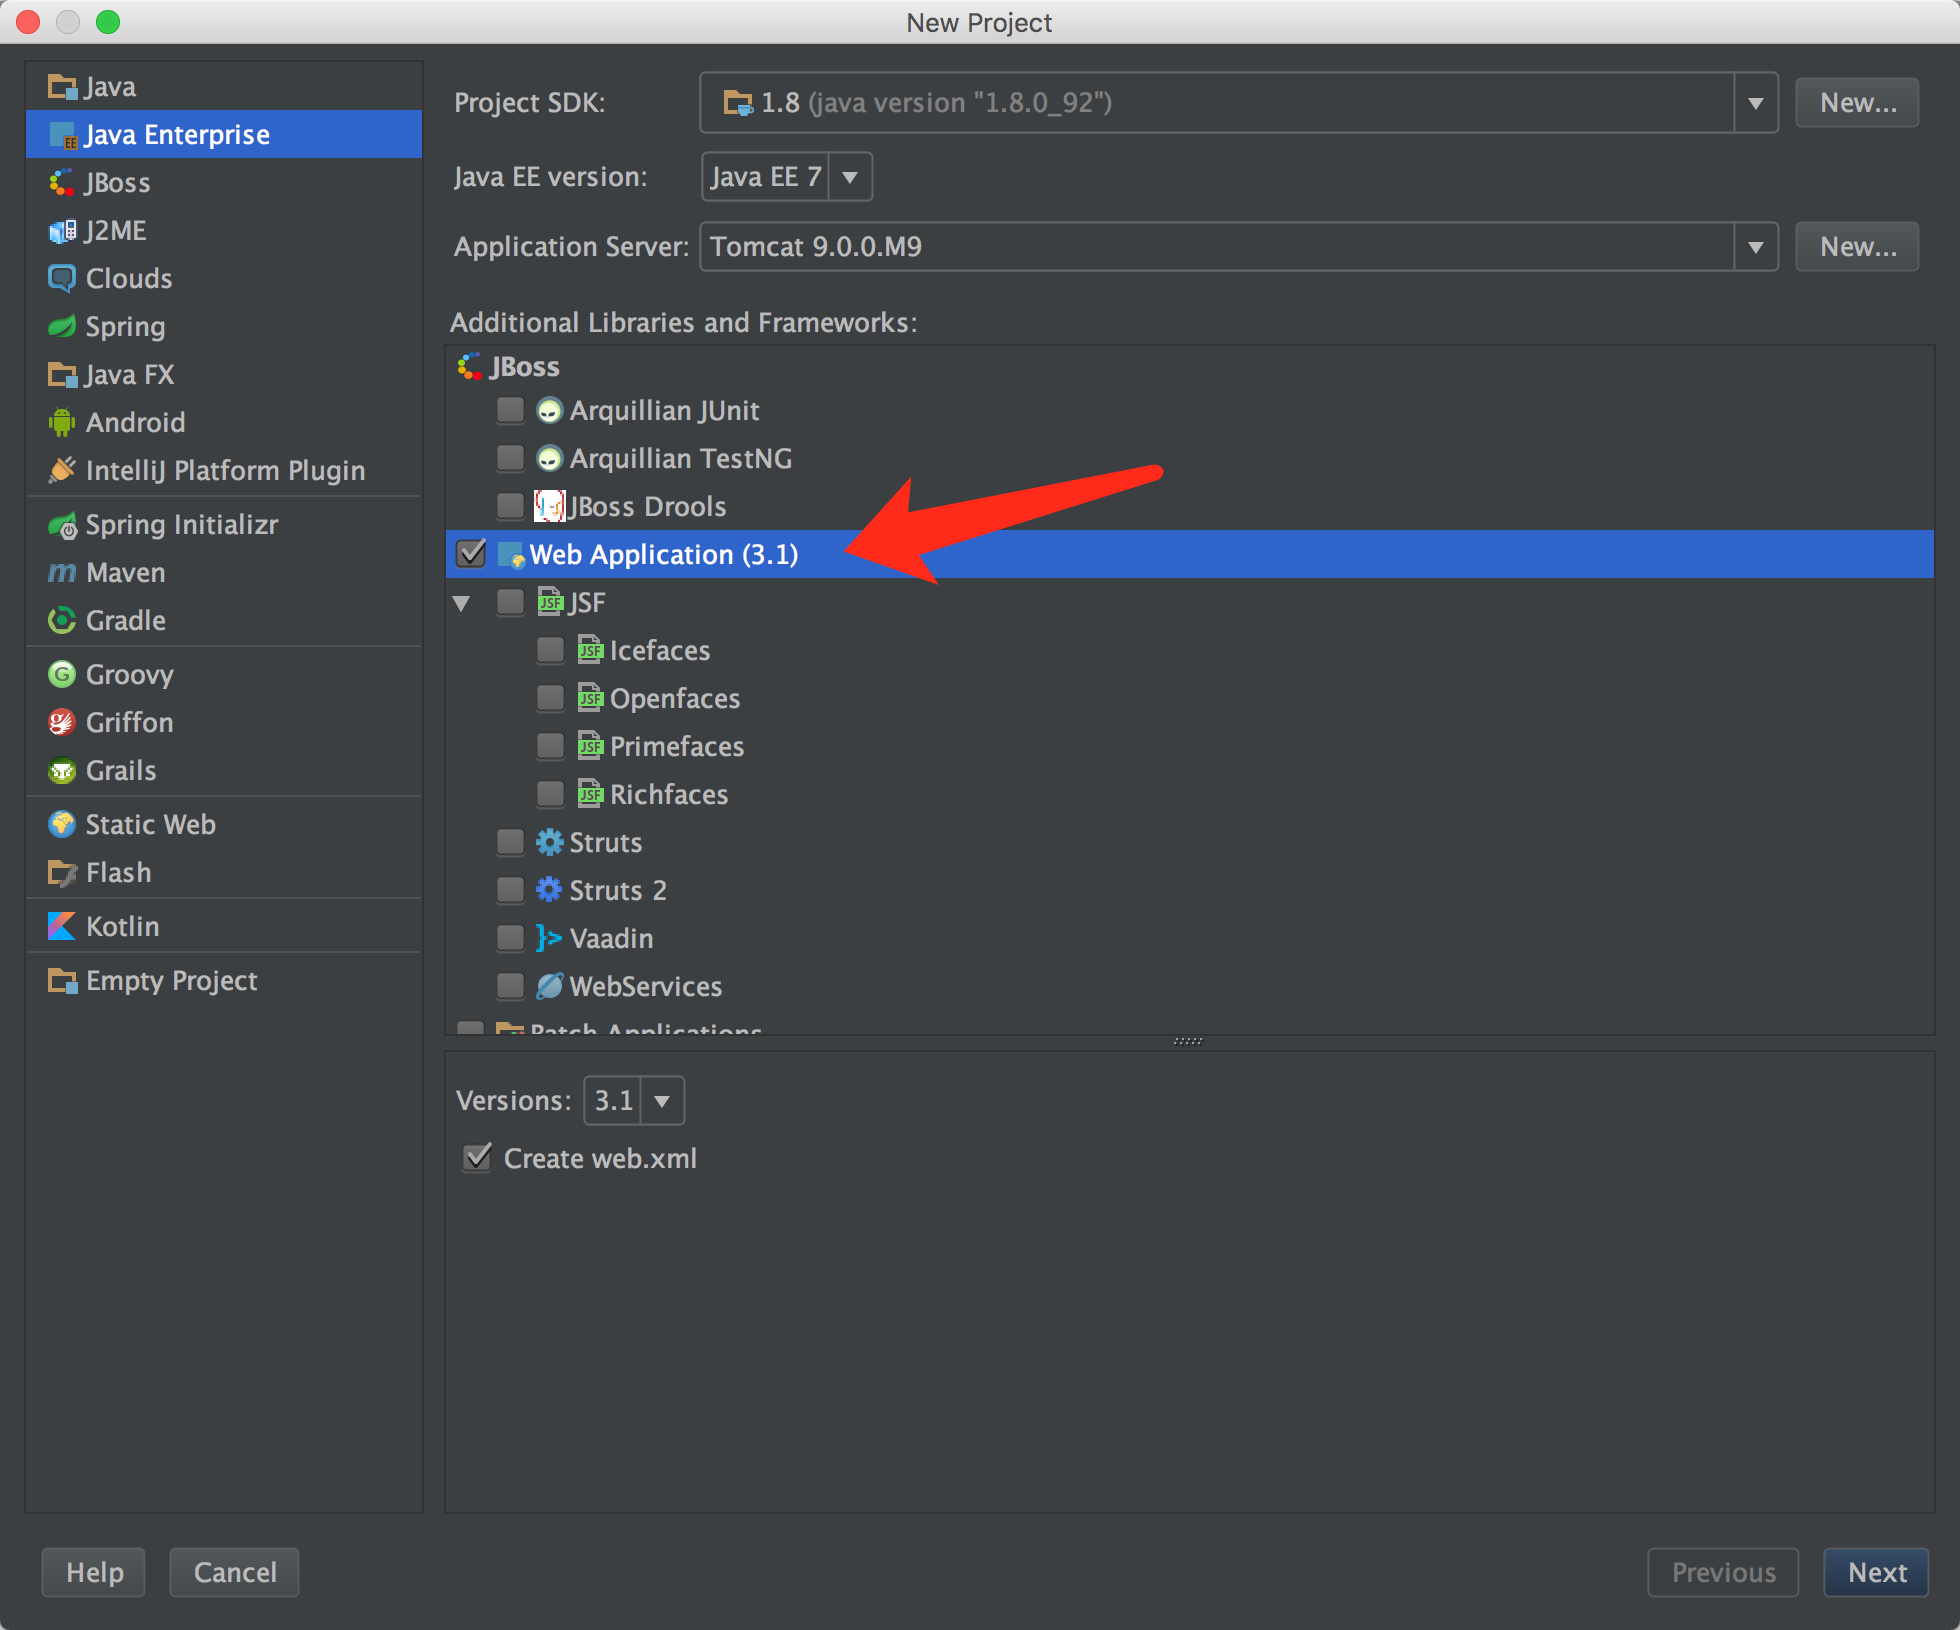 New Project
Java
Java Enterprise
JBoss
J2ME
Clouds
Spring
Java FX
Android
IntelliJ Platform Plugin
Spring Initializr
Maven
Gradle
Groovy
Griffon
Grails
Static Web
Flash
Kotlin
Empty Project
Project SDK: 1.8 (java version "1.8.0_92") New...
Java EE version: Java EE 7
Application Server: Tomcat 9.0.0.M9 New...
Additional Libraries and Frameworks:
JBoss
Arquillian JUnit
Arquillian TestNG
JBoss Drools
Web Application (3.1)
JSF
Icefaces
Openfaces
Primefaces
Richfaces
Struts
Struts 2
Vaadin
WebServices
Batch Applications
Versions: 3.1
Create web.xml
Help Cancel Previous Next